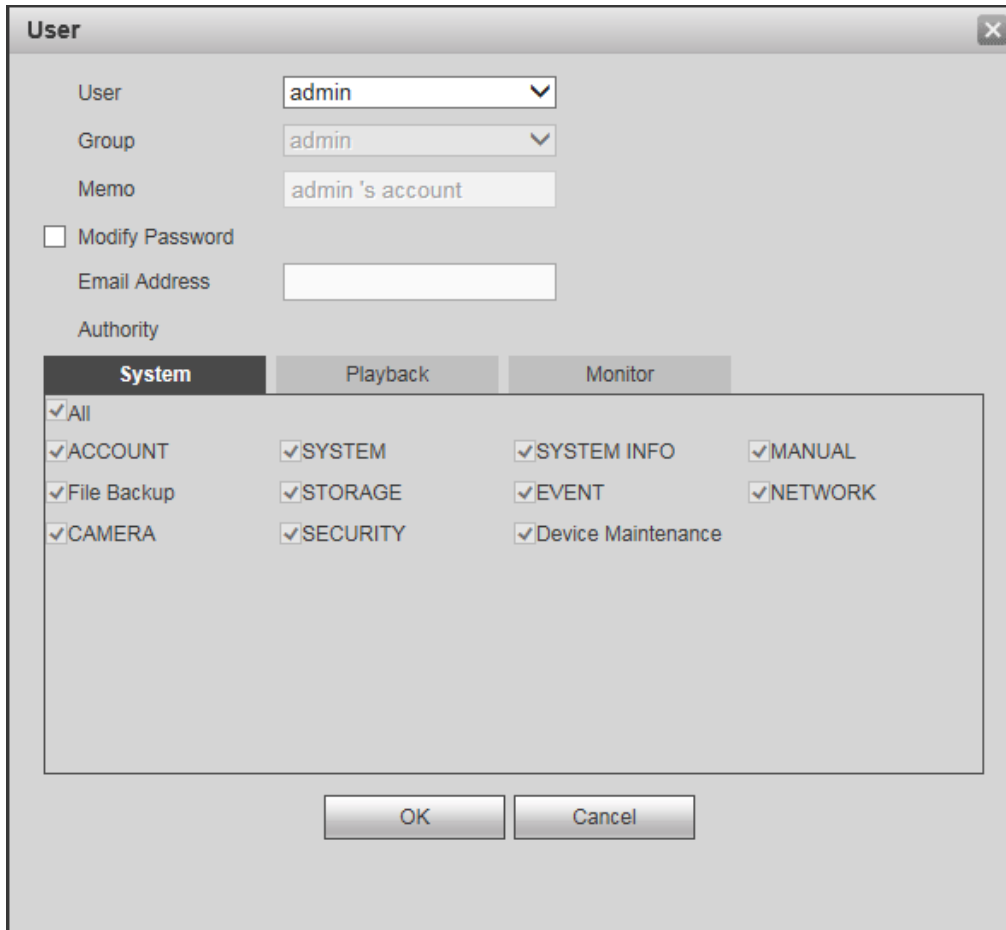 User
User admin
Group admin
Memo admin 's account
Modify Password
Email Address
Authority
System Playback Monitor
All
ACCOUNT SYSTEM SYSTEM INFO MANUAL
File Backup STORAGE EVENT NETWORK
CAMERA SECURITY Device Maintenance
OK Cancel